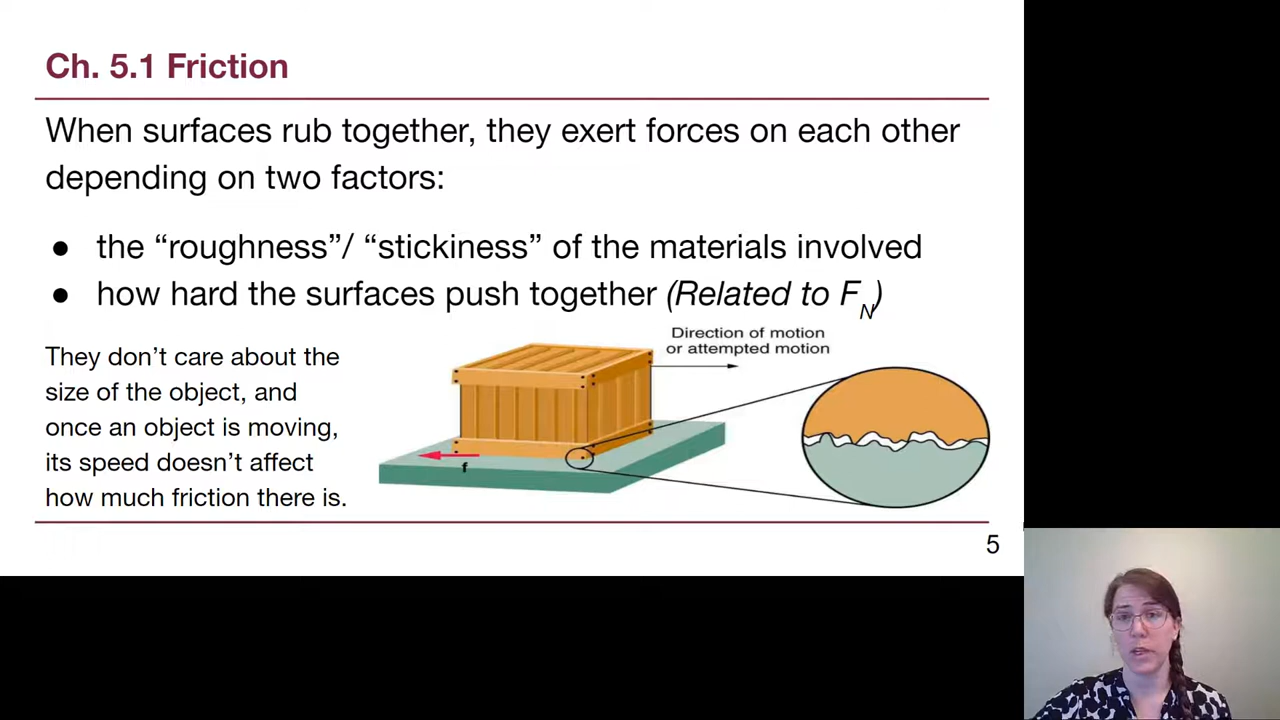 Ch. 5.1 Friction
When surfaces rub together, they exert forces on each other
depending on two factors:
● the “roughness”/ “stickiness” of the materials involved
● how hard the surfaces push together (Related to F_N)
They don’t care about the
size of the object, and
once an object is moving,
its speed doesn’t affect
how much friction there is.
Direction of motion
or attempted motion
f
5